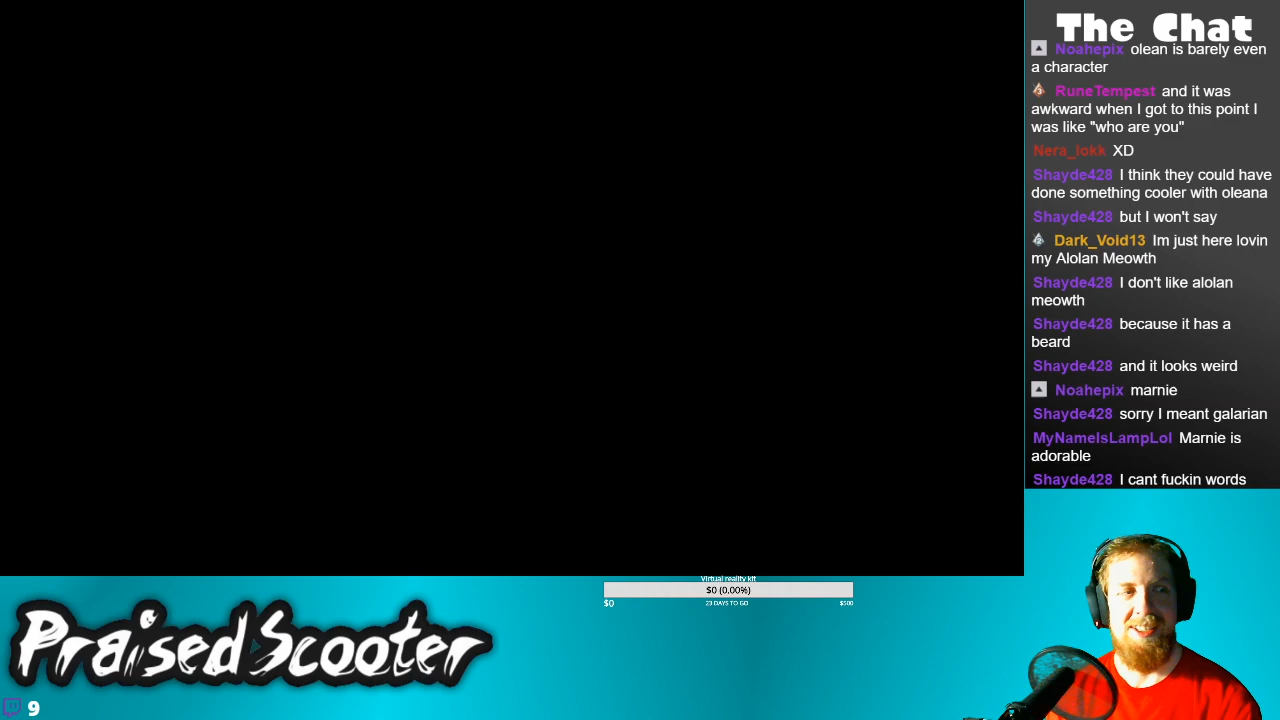 The Chat
Noahepix olean is barely even
a character
RuneTempest and it was
awkward when I got to this point I
was like "who are you"
Nera_lokk XD
Shayde428 I think they could have
done something cooler with oleana
Shayde428 but I won't say
Dark_Void13 Im just here lovin
my Alolan Meowth
Shayde428 I don't like alolan
meowth
Shayde428 because it has a
beard
Shayde428 and it looks weird
Noahepix marnie
Shayde428 sorry I meant galarian
MyNameIsLampLol Marnie is
adorable
Shayde428 I cant fuckin words
Virtual reality kit
$0 (0.00%)
$0 23 DAYS TO GO $500
PraisedScooter
9